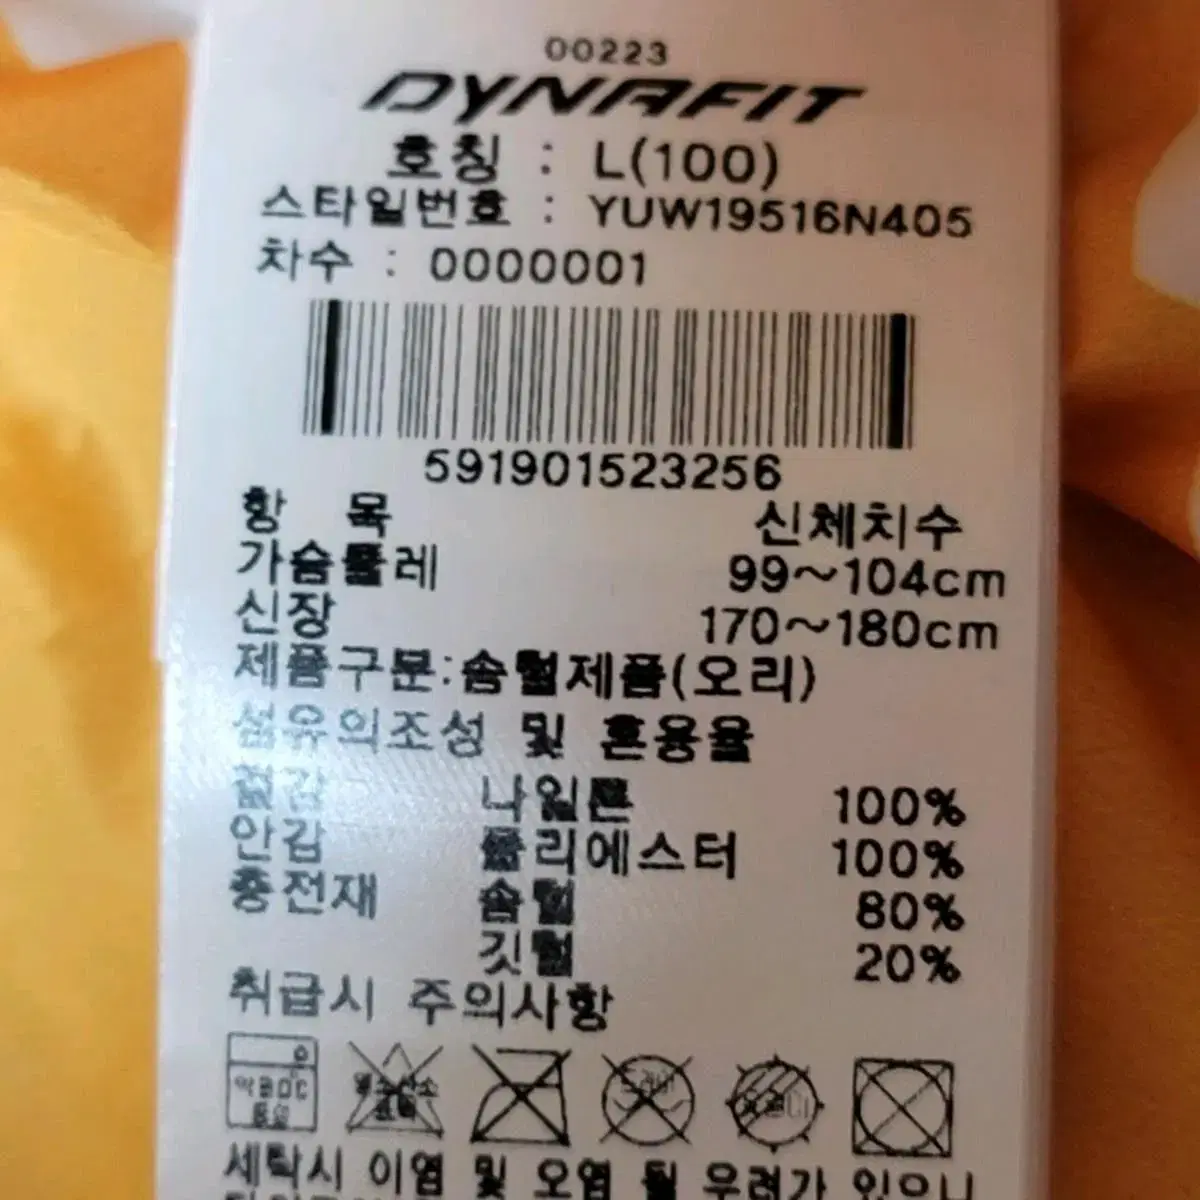 00223
DYNAFIT
호칭 : L(100)
스타일번호 : YUW19516N405
차수 : 0000001
591901523256
항 목 신체치수
가슴둘레 99~104cm
신장 170~180cm
제품구분:솜털제품(오리)
섬유의조성 및 혼용율
겉감 나일론 100%
안감 폴리에스터 100%
충전재 솜털 80%
깃털 20%
취급시 주의사항
세탁시 이염 및 오염 될 우려가 있으니